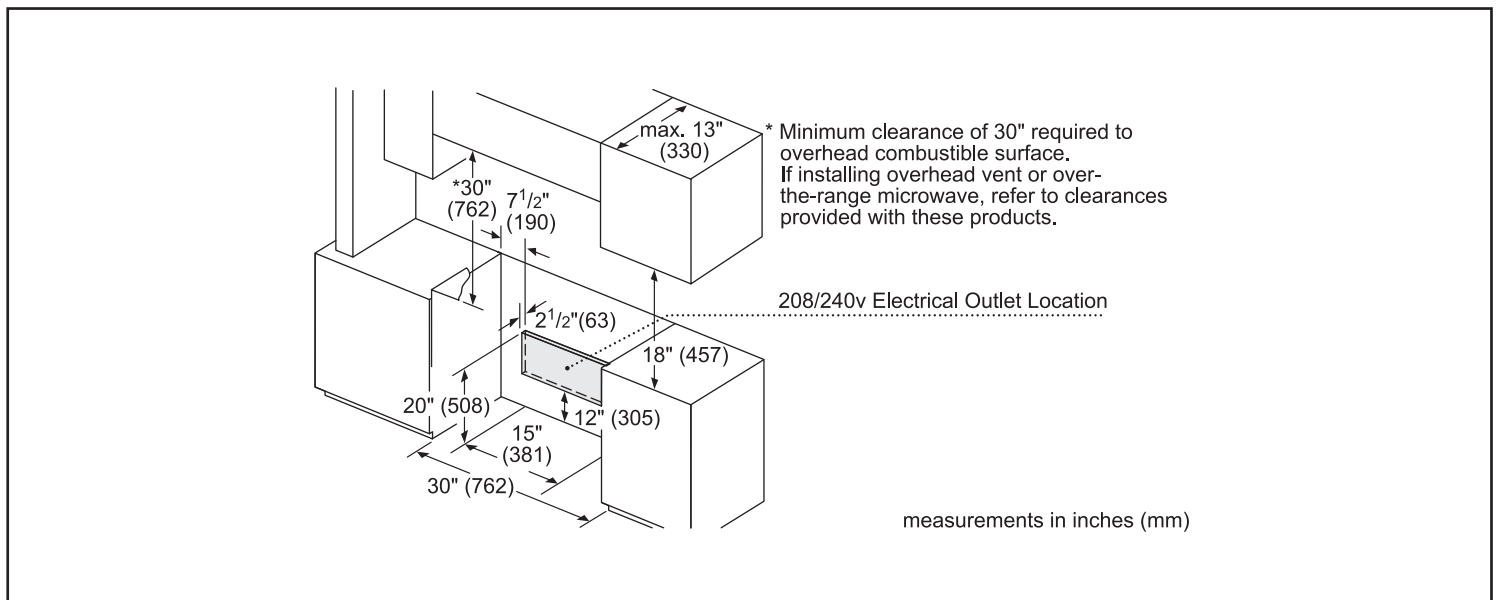 max. 13"
(330)
* Minimum clearance of 30" required to
overhead combustible surface.
If installing overhead vent or over-
the-range microwave, refer to clearances
provided with these products.
*30"
(762)
7 1/2"
(190)
208/240v Electrical Outlet Location
2 1/2"(63)
18" (457)
20" (508)
12" (305)
15"
(381)
30" (762)
measurements in inches (mm)